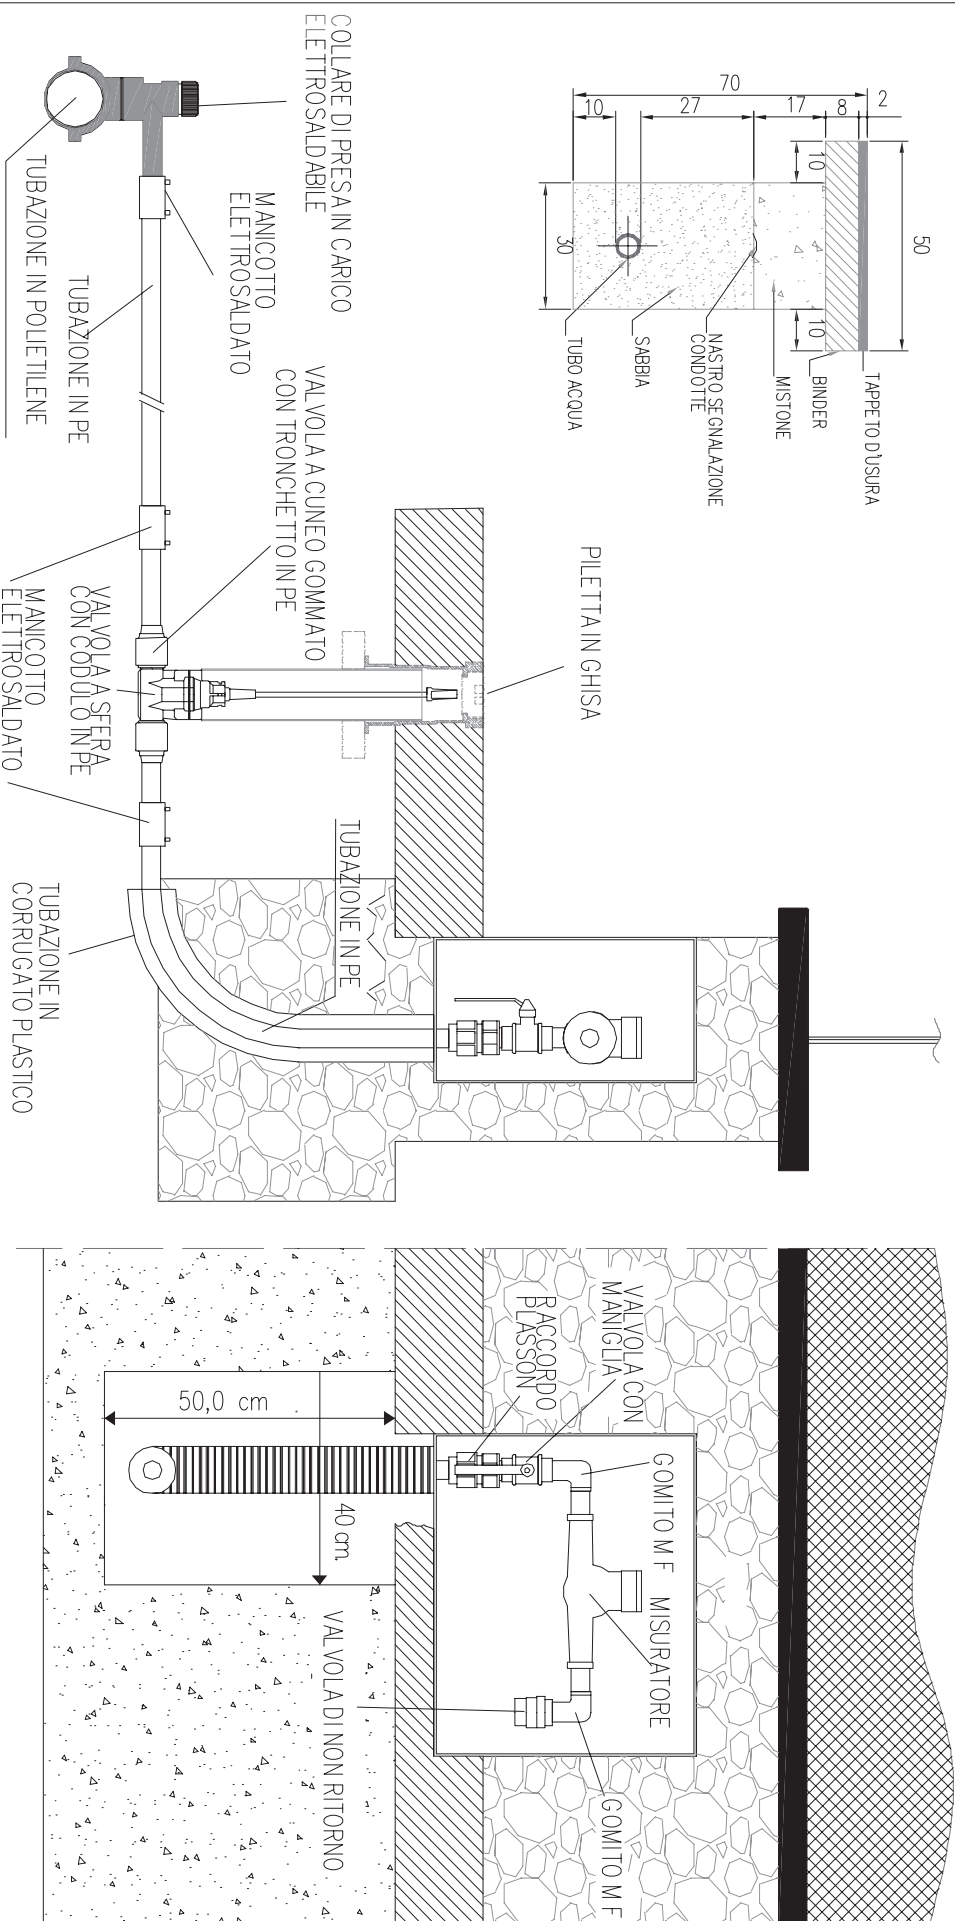 50
2
8
17
27
10
70
10
10
30
TAPPETO D'USURA
BINDER
MISTONE
NASTRO SEGNALAZIONE
CONDOTTE
SABBIA
TUBO ACQUA
COLLARE DI PRESA IN CARICO
ELETTROSALDABILE
MANICOTTO
ELETTROSALDATO
TUBAZIONE IN PE
TUBAZIONE IN POLIETILENE
PILETTA IN GHISA
VALVOLA A CUNEO GOMMATO
CON TRONCHETTO IN PE
VALVOLA A SFERA
CON CODULO IN PE
MANICOTTO
ELETTROSALDATO
TUBAZIONE IN PE
TUBAZIONE IN
CORRUGATO PLASTICO
GOMITO M F
MISURATORE
GOMITO M F
VALVOLA CON
MANIGLIA
RACCORDO
PLASSON
50,0 cm
40 cm.
VALVOLA DI NON RITORNO